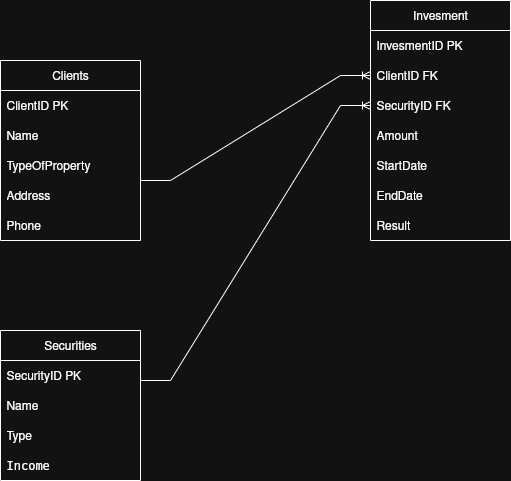 Invesment
InvesmentID PK
ClientID FK
SecurityID FK
Amount
StartDate
EndDate
Result
Clients
ClientID PK
Name
TypeOfProperty
Address
Phone
Securities
SecurityID PK
Name
Type
Income